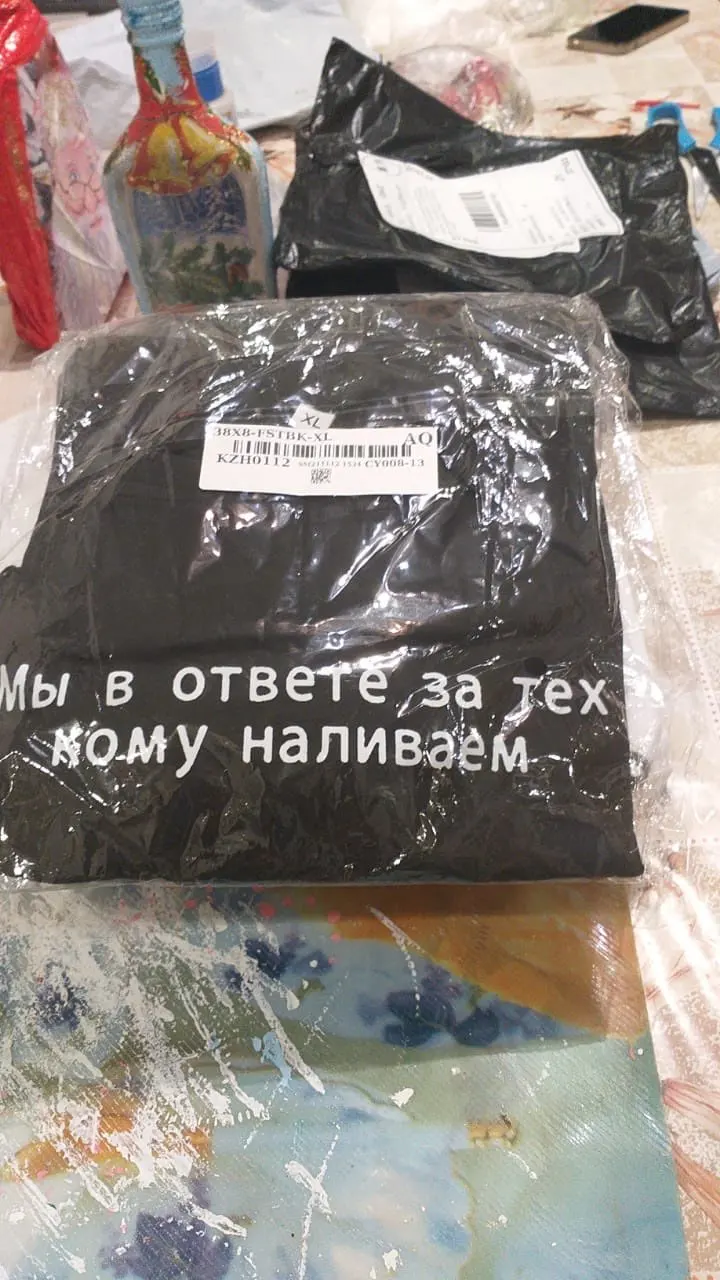 XL
38X8-FSTBK-XL AQ
KZH0112 CY008-13
Мы в ответе за тех
кому наливаем